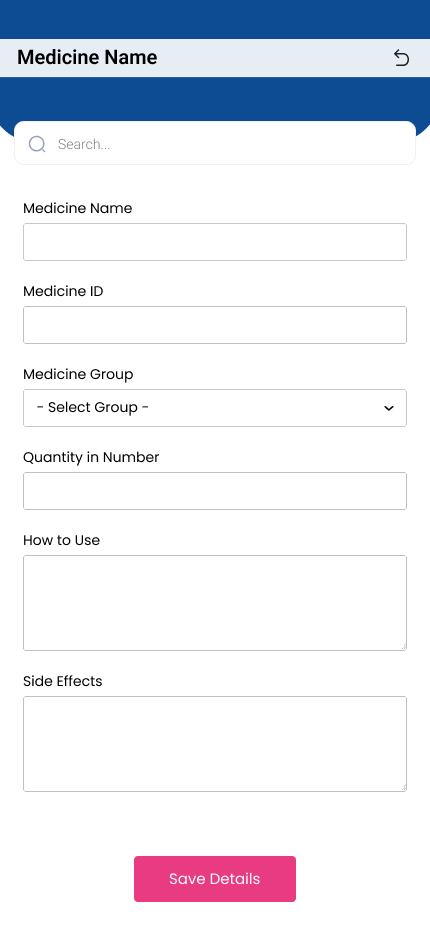 Medicine Name
Search...
Medicine Name
Medicine ID
Medicine Group
- Select Group -
Quantity in Number
How to Use
Side Effects
Save Details